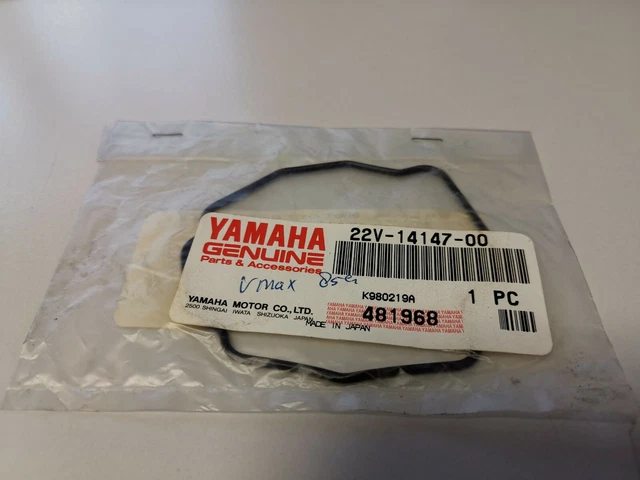 YAMAHA
GENUINE
Parts & Accessories
22V-14147-00
Vmax
K980219A
1 PC
YAMAHA MOTOR CO.,LTD.
2500 SHINGAI IWATA SHIZUOKA JAPAN
MADE IN JAPAN
481968